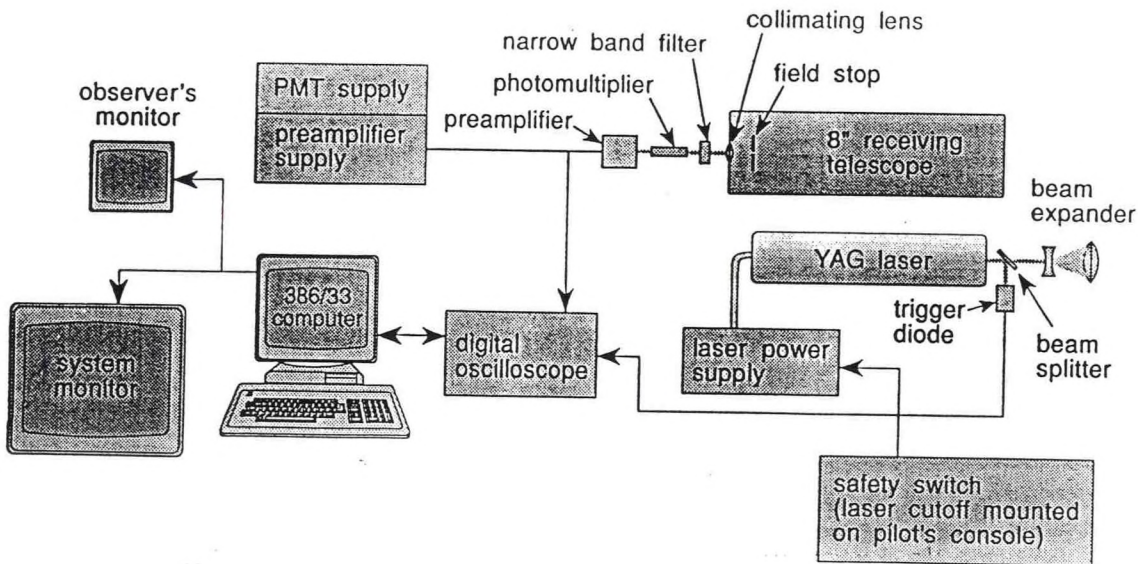 collimating lens
narrow band filter
field stop
photomultiplier
preamplifier
observer's
monitor
PMT supply
preamplifier
supply
8" receiving
telescope
beam
expander
YAG laser
386/33
computer
trigger
diode
beam
splitter
system
monitor
digital
oscilloscope
laser power
supply
safety switch
(laser cutoff mounted
on pilot's console)